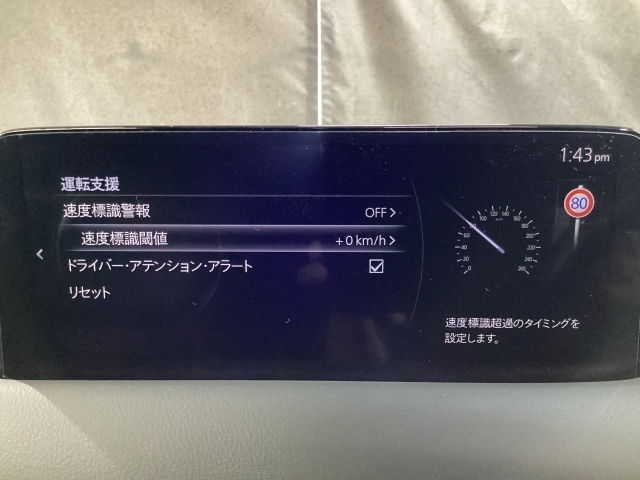 1:43 pm
運転支援
速度標識警報 OFF >
速度標識閾値 +0 km/h >
ドライバー・アテンション・アラート
リセット
80
速度標識超過のタイミングを
設定します。